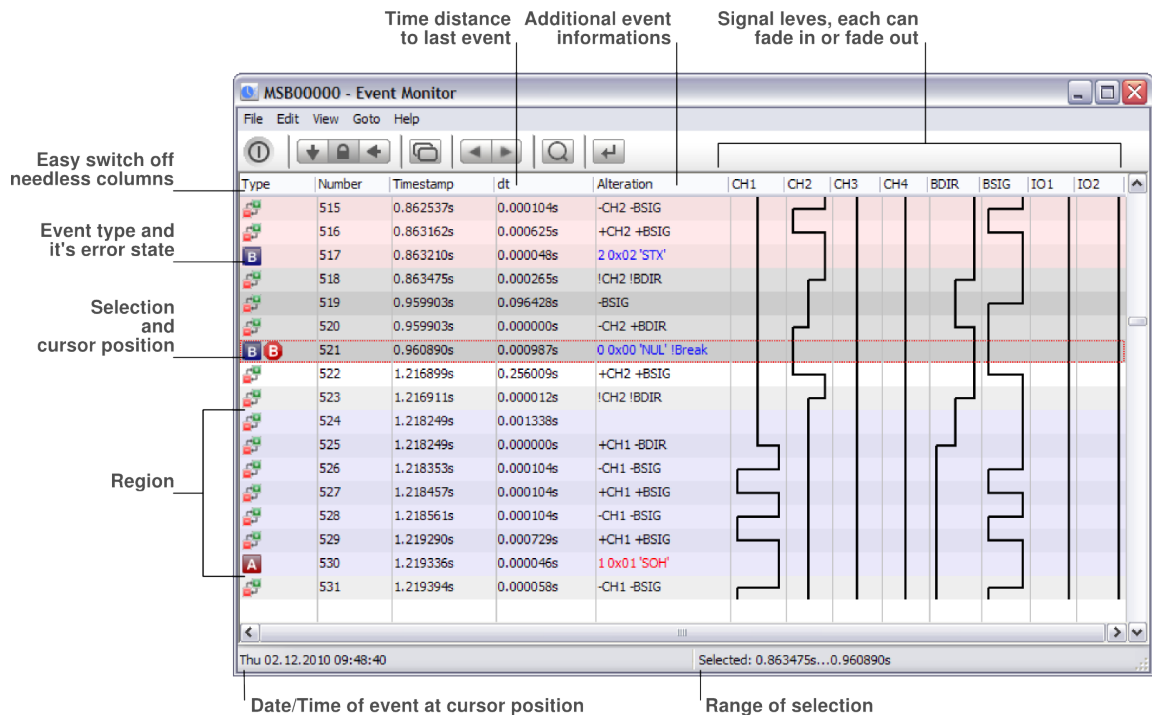 Time distance
to last event
Additional event
informations
Signal leves, each can
fade in or fade out
MSB00000 - Event Monitor
File Edit View Goto Help
Easy switch off
needless columns
Type Number Timestamp dt Alteration CH1 CH2 CH3 CH4 BDIR BSIG IO1 IO2
515 0.862537s 0.000104s -CH2 -BSIG
516 0.863162s 0.000625s +CH2 +BSIG
Event type and
it's error state
B 517 0.863210s 0.000048s 2 0x02 'STX'
518 0.863475s 0.000265s !CH2 !BDIR
519 0.959903s 0.096428s -BSIG
520 0.959903s 0.000000s -CH2 +BDIR
Selection
and
cursor position
B B 521 0.960890s 0.000987s 0 0x00 'NUL' !Break
522 1.216899s 0.256009s +CH2 +BSIG
523 1.216911s 0.000012s !CH2 !BDIR
524 1.218249s 0.001338s
525 1.218249s 0.000000s +CH1 -BDIR
526 1.218353s 0.000104s -CH1 -BSIG
Region
527 1.218457s 0.000104s +CH1 +BSIG
528 1.218561s 0.000104s -CH1 -BSIG
529 1.219290s 0.000729s +CH1 +BSIG
A 530 1.219336s 0.000046s 1 0x01 'SOH'
531 1.219394s 0.000058s -CH1 -BSIG
Thu 02.12.2010 09:48:40
Selected: 0.863475s...0.960890s
Date/Time of event at cursor position
Range of selection